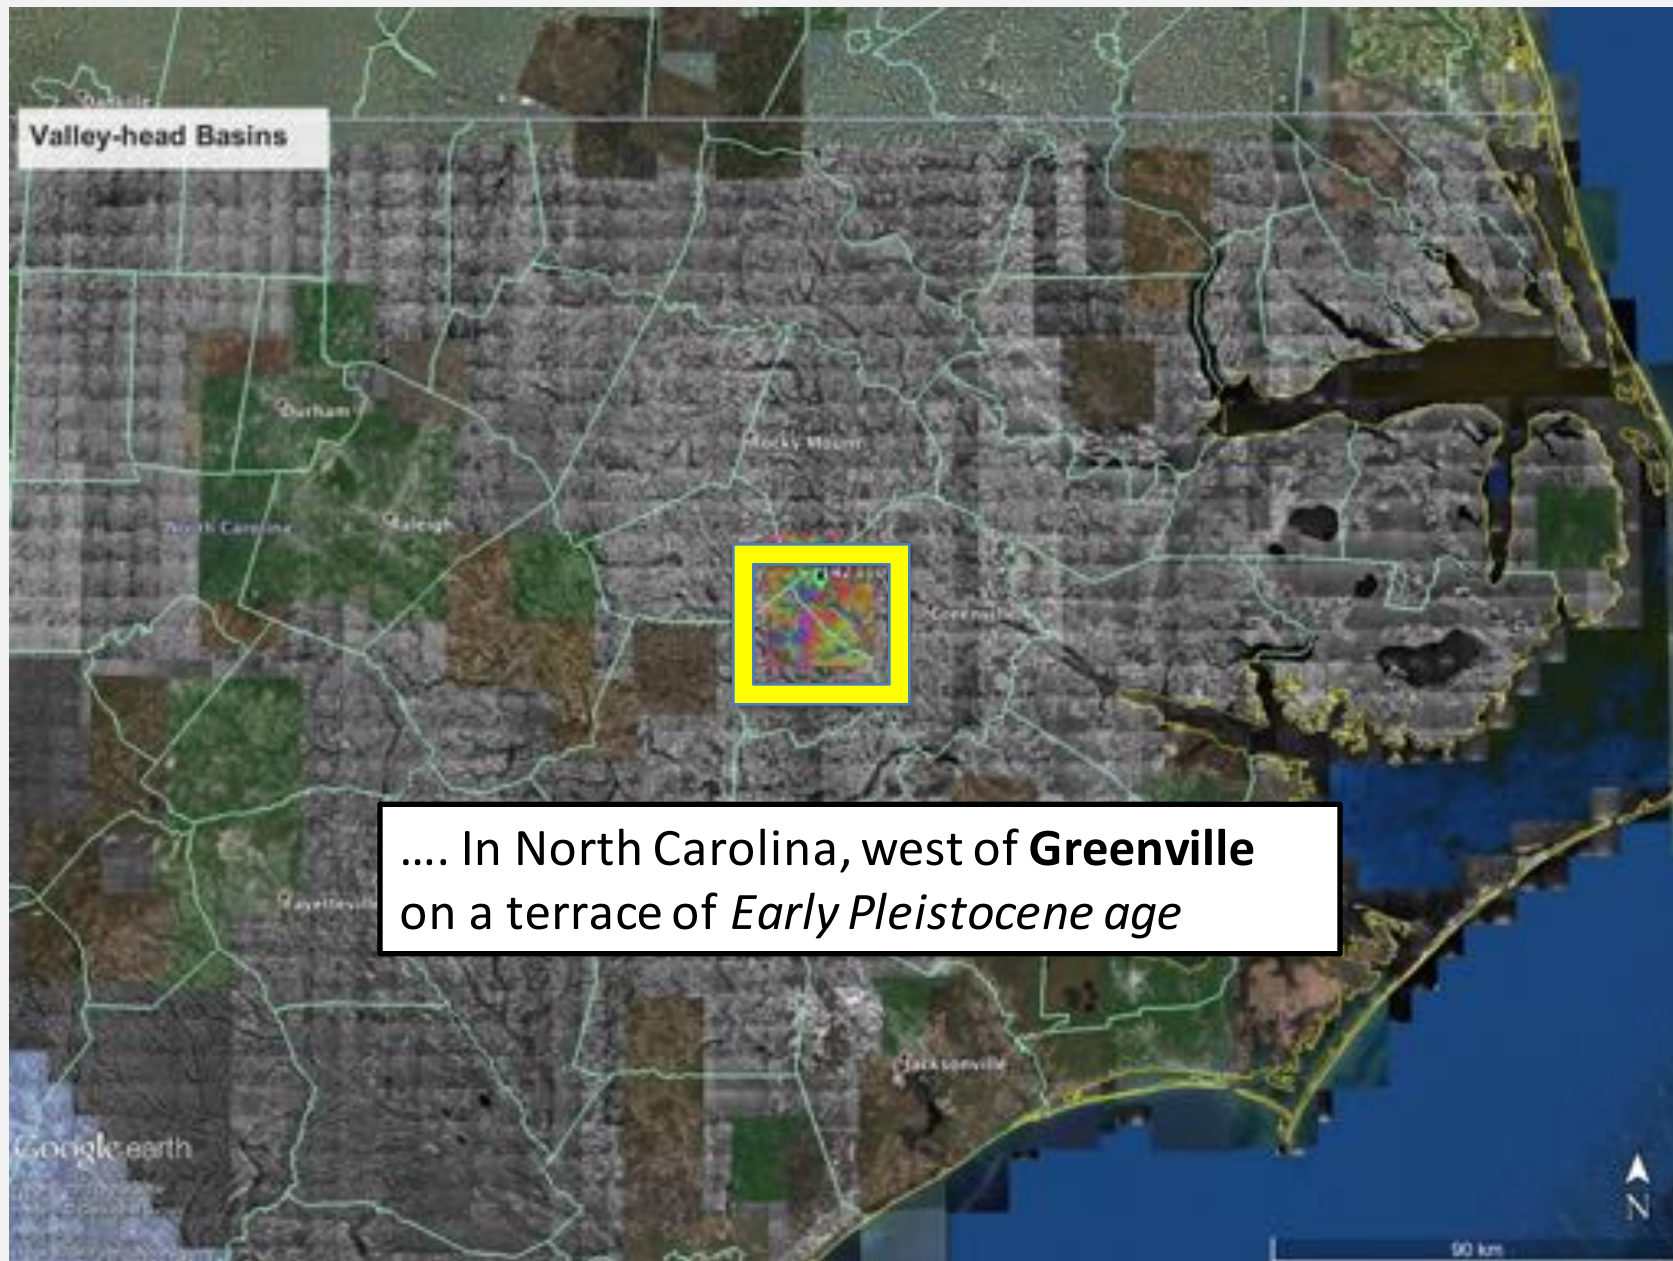 Valley-head Basins
Durham
Rocky Mount
North Carolina
Raleigh
Greenville
.... In North Carolina, west of Greenville
on a terrace of Early Pleistocene age
Fayetteville
Jacksonville
Google earth
N
90 km